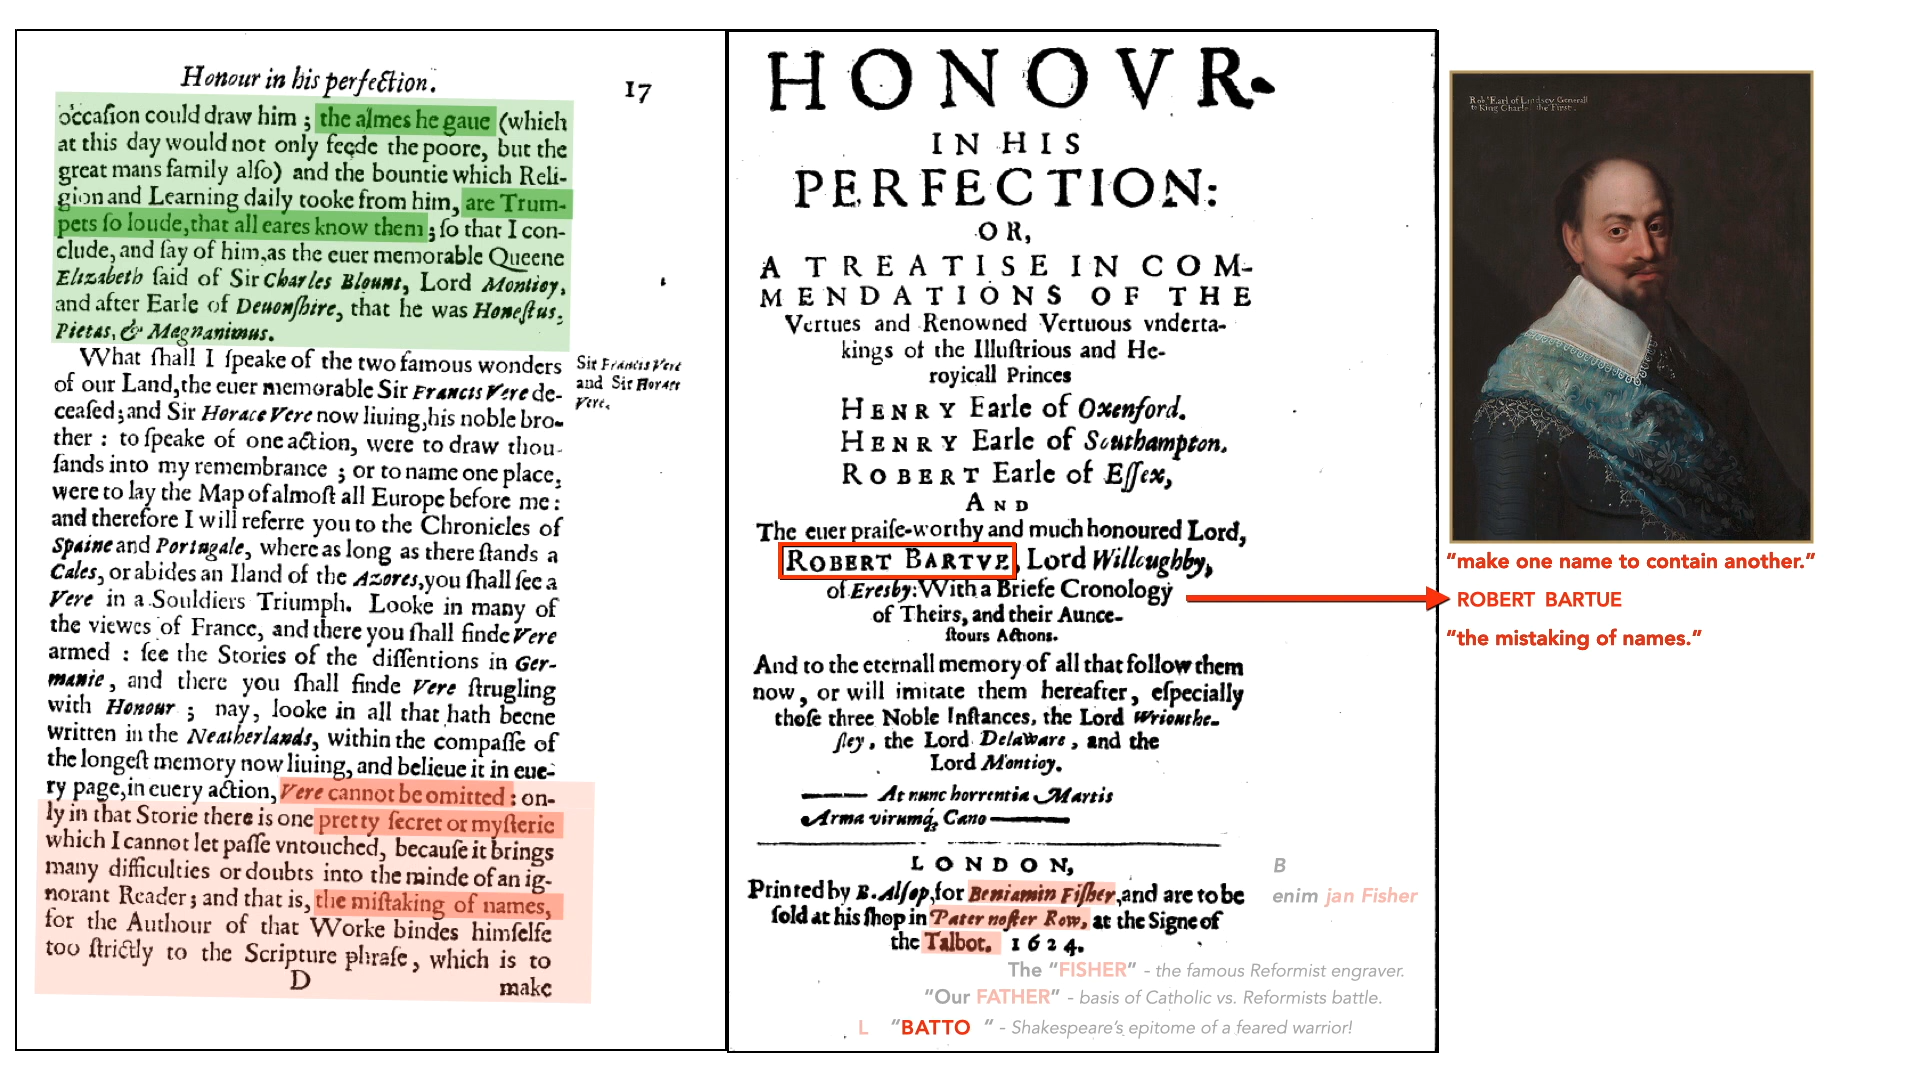 Honour in his perfection. 17
occasion could draw him ; the almes he gaue (which
at this day would not only feede the poore, but the
great mans family alſo) and the bountie which Reli-
gion and Learning daily tooke from him, are Trum-
pets ſo loude, that all eares know them ; ſo that I con-
clude, and ſay of him, as the euer memorable Queene
Elizabeth ſaid of Sir Charles Blount, Lord Montioy,
and after Earle of Deuonſhire, that he was Honeſtus,
Pietas, & Magnanimus.
What ſhall I ſpeake of the two famous wonders
of our Land, the euer memorable Sir Francis Vere de-
ceaſed ; and Sir Horace Vere now liuing, his noble bro-
ther : to ſpeake of one action, were to draw thou-
ſands into my remembrance ; or to name one place,
were to lay the Map of almoſt all Europe before me :
and therefore I will referre you to the Chronicles of
Spaine and Portugale, where as long as there ſtands a
Cales, or abides an Iland of the Azores, you ſhall ſee a
Vere in a Souldiers Triumph. Looke in many of
the viewes of France, and there you ſhall finde Vere
armed : ſee the Stories of the diſſentions in Ger-
manie, and there you ſhall finde Vere ſtrugling
with Honour ; nay, looke in all that hath beene
written in the Neatherlands, within the compaſſe of
the longeſt memory now liuing, and belieue it in eue-
ry page, in euery action, Vere cannot be omitted : on-
ly in that Storie there is one pretty ſecret or myſterie
which I cannot let paſſe vntouched, becauſe it brings
many difficulties or doubts into the minde of an ig-
norant Reader ; and that is, the miſtaking of names,
for the Authour of that Worke bindes himſelfe
too ſtrictly to the Scripture phraſe, which is to
D make
Sir Francis Vere
and Sir Horace
Vere.
HONOVR.
IN HIS
PERFECTION:
OR,
A TREATISE IN COM-
MENDATIONS OF THE
Vertues and Renowned Vertuous vnderta-
kings of the Illuſtrious and He-
royicall Princes
HENRY Earle of Oxenford.
HENRY Earle of Southampton.
ROBERT Earle of Eſſex,
AND
The euer praiſe-worthy and much honoured Lord,
ROBERT BARTVE, Lord Willoughby,
of Eresby: With a Briefe Cronology
of Theirs, and their Aunce-
ſtours Actions.
And to the eternall memory of all that follow them
now, or will imitate them hereafter, eſpecially
thoſe three Noble Inſtances, the Lord Wriotheſ-
ley, the Lord Delaware, and the
Lord Montioy.
At nunc horrentia Martis
Arma virumq; Cano
LONDON,
Printed by B. Alſop, for Beniamin Fiſher, and are to be
ſold at his ſhop in Pater noſter Row, at the Signe of
the Talbot. 1624.
B
enim jan Fisher
The “FISHER” - the famous Reformist engraver.
“Our FATHER” - basis of Catholic vs. Reformists battle.
L “BATTO “ - Shakespeare’s epitome of a feared warrior!
Rob^t Earl of Lindsey Generall
to King Charles the First.
“make one name to contain another.”
ROBERT BARTUE
“the mistaking of names.”